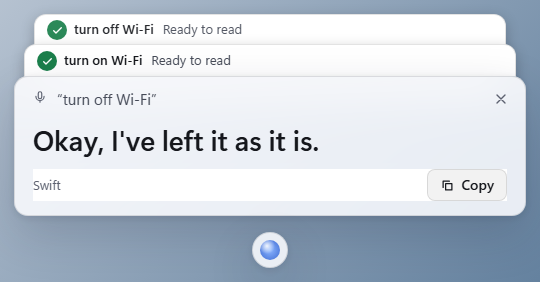 turn off Wi-Fi Ready to read
turn on Wi-Fi Ready to read
“turn off Wi-Fi”
Okay, I've left it as it is.
Swift
Copy